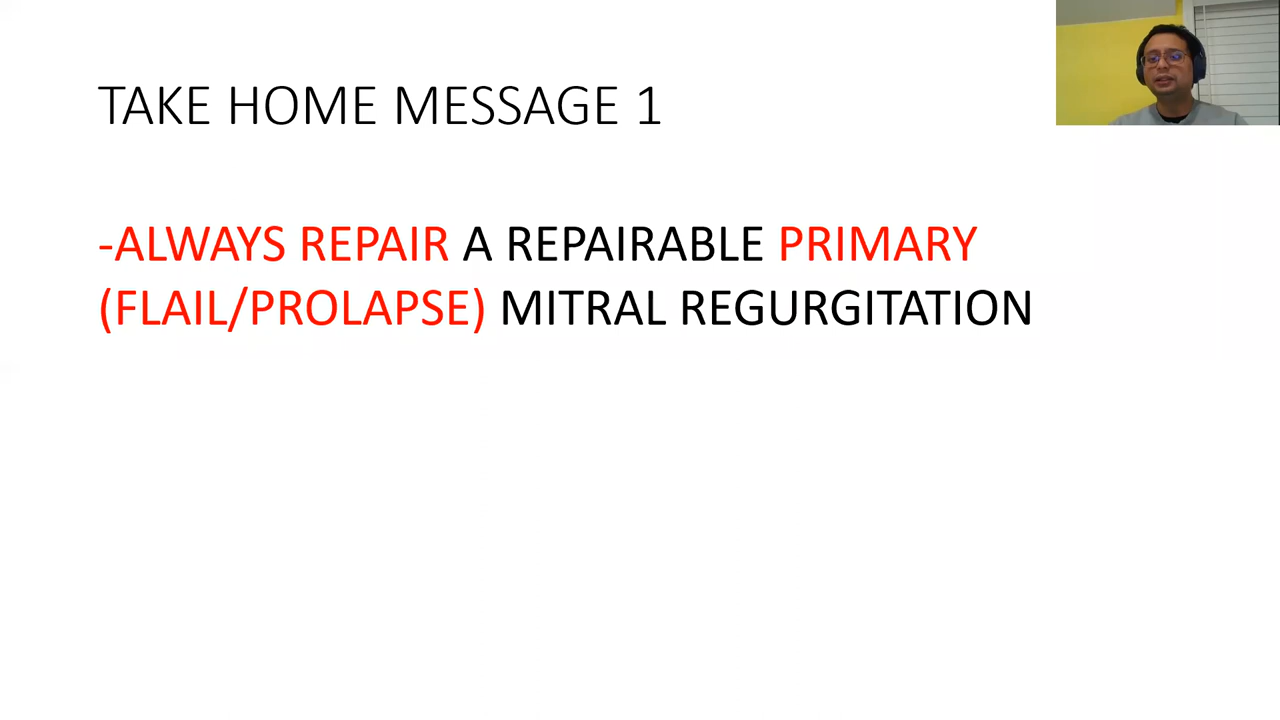 TAKE HOME MESSAGE 1
-ALWAYS REPAIR A REPAIRABLE PRIMARY
(FLAIL/PROLAPSE) MITRAL REGURGITATION